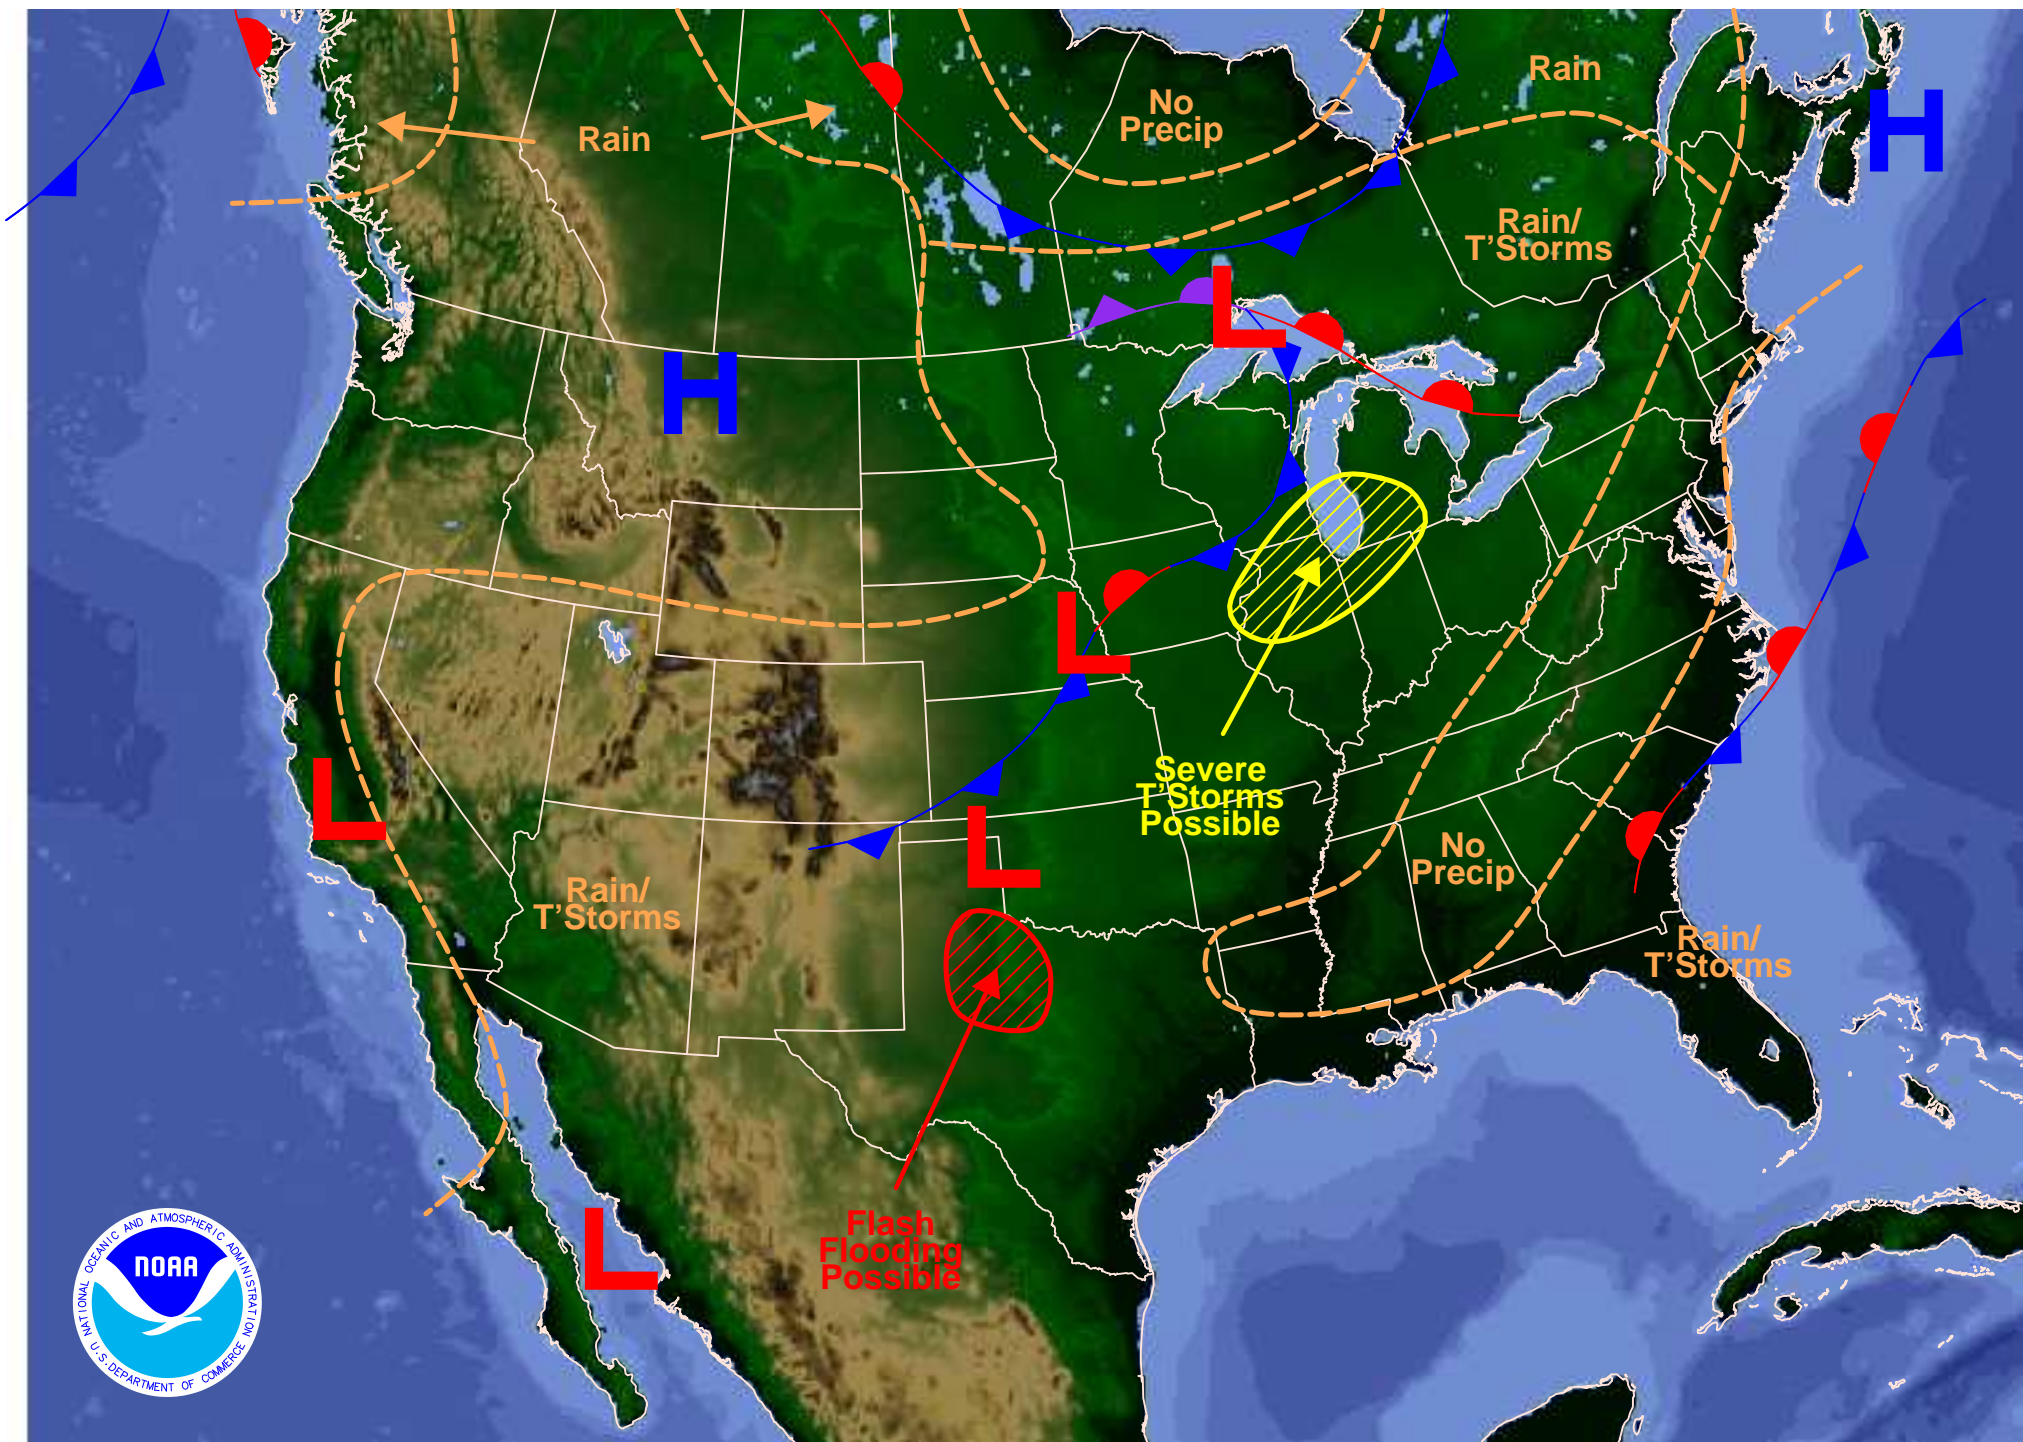 Rain
No
Precip
H
Rain
Rain/
T'Storms
L
H
L
Severe
T'Storms
Possible
L
L
No
Precip
Rain/
T'Storms
Rain/
T'Storms
Flash
Flooding
Possible
L
NATIONAL OCEANIC AND ATMOSPHERIC ADMINISTRATION
NOAA
U.S. DEPARTMENT OF COMMERCE